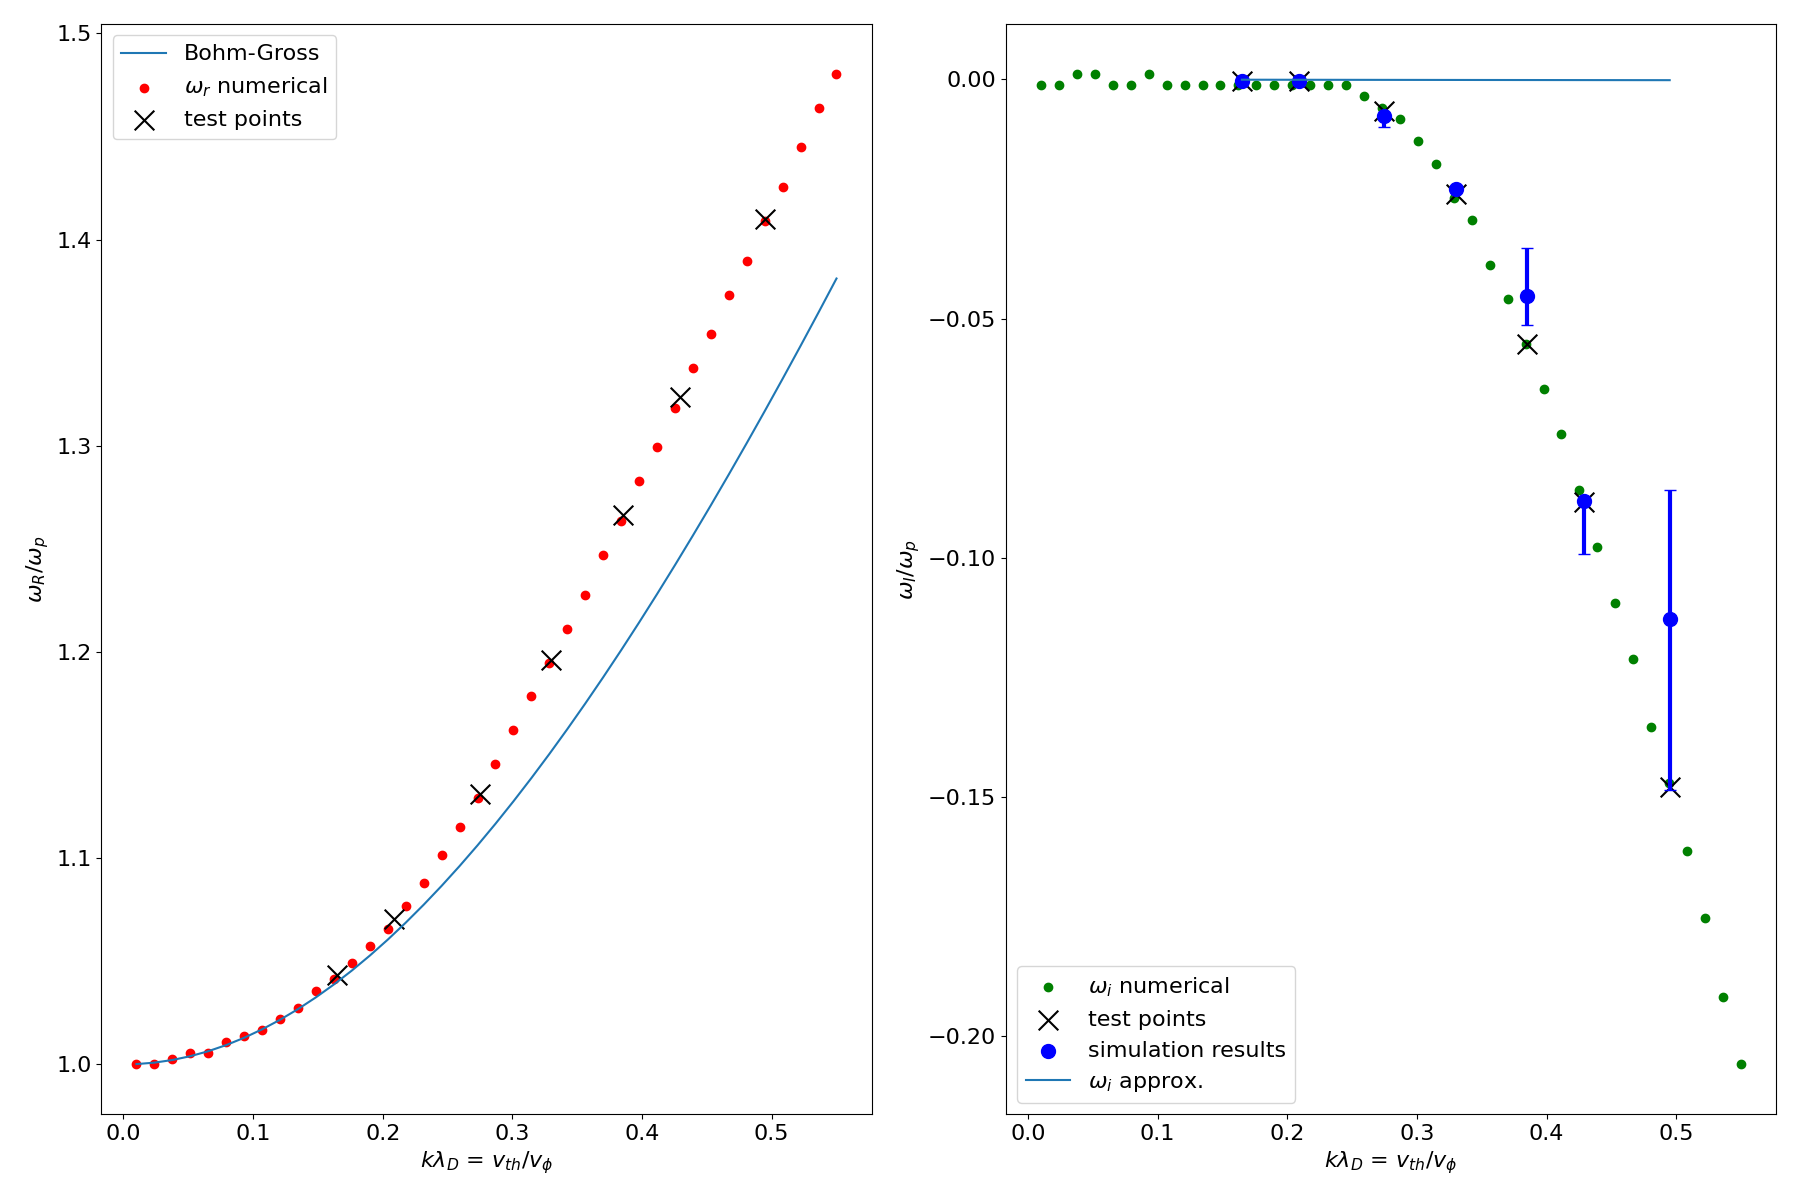 Bohm-Gross
ω_r numerical
test points
1.5
1.4
1.3
1.2
1.1
1.0
ω_R/ω_p
0.0 0.1 0.2 0.3 0.4 0.5
kλ_D = v_th/v_ϕ
0.00
−0.05
−0.10
−0.15
−0.20
ω_I/ω_p
ω_i numerical
test points
simulation results
ω_i approx.
0.0 0.1 0.2 0.3 0.4 0.5
kλ_D = v_th/v_ϕ